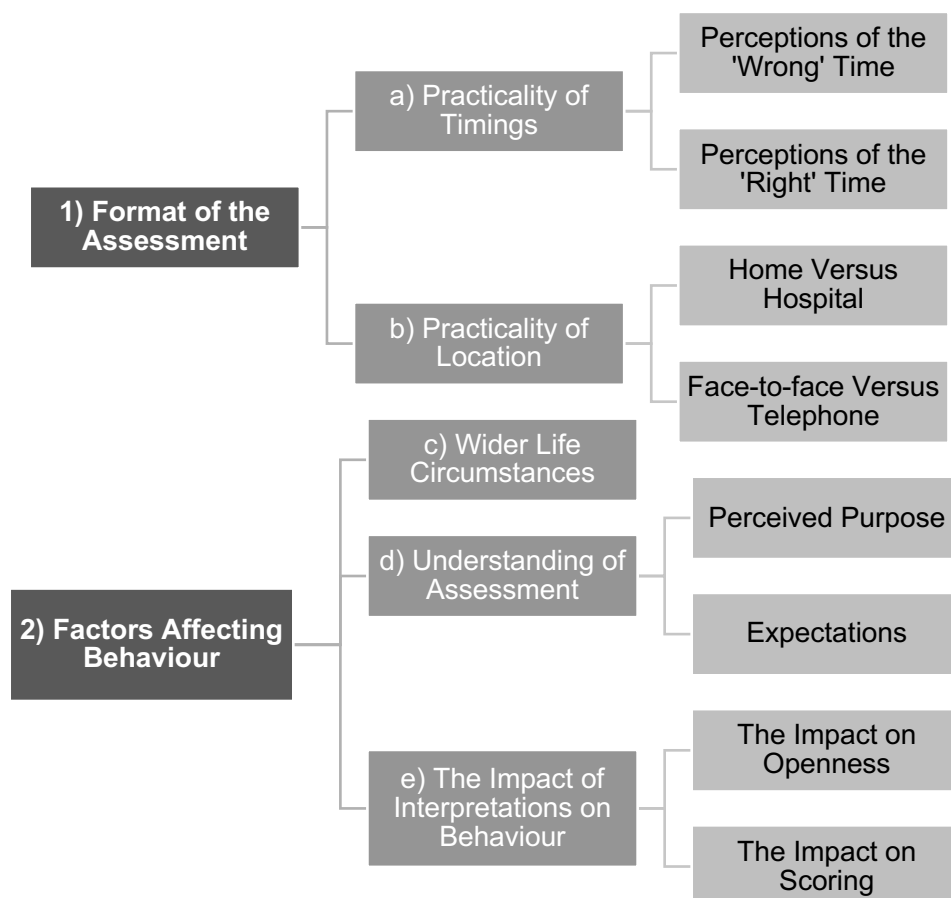 1) Format of the
Assessment
a) Practicality of
Timings
Perceptions of the
'Wrong' Time
Perceptions of the
'Right' Time
b) Practicality of
Location
Home Versus
Hospital
Face-to-face Versus
Telephone
2) Factors Affecting
Behaviour
c) Wider Life
Circumstances
d) Understanding of
Assessment
Perceived Purpose
Expectations
e) The Impact of
Interpretations on
Behaviour
The Impact on
Openness
The Impact on
Scoring